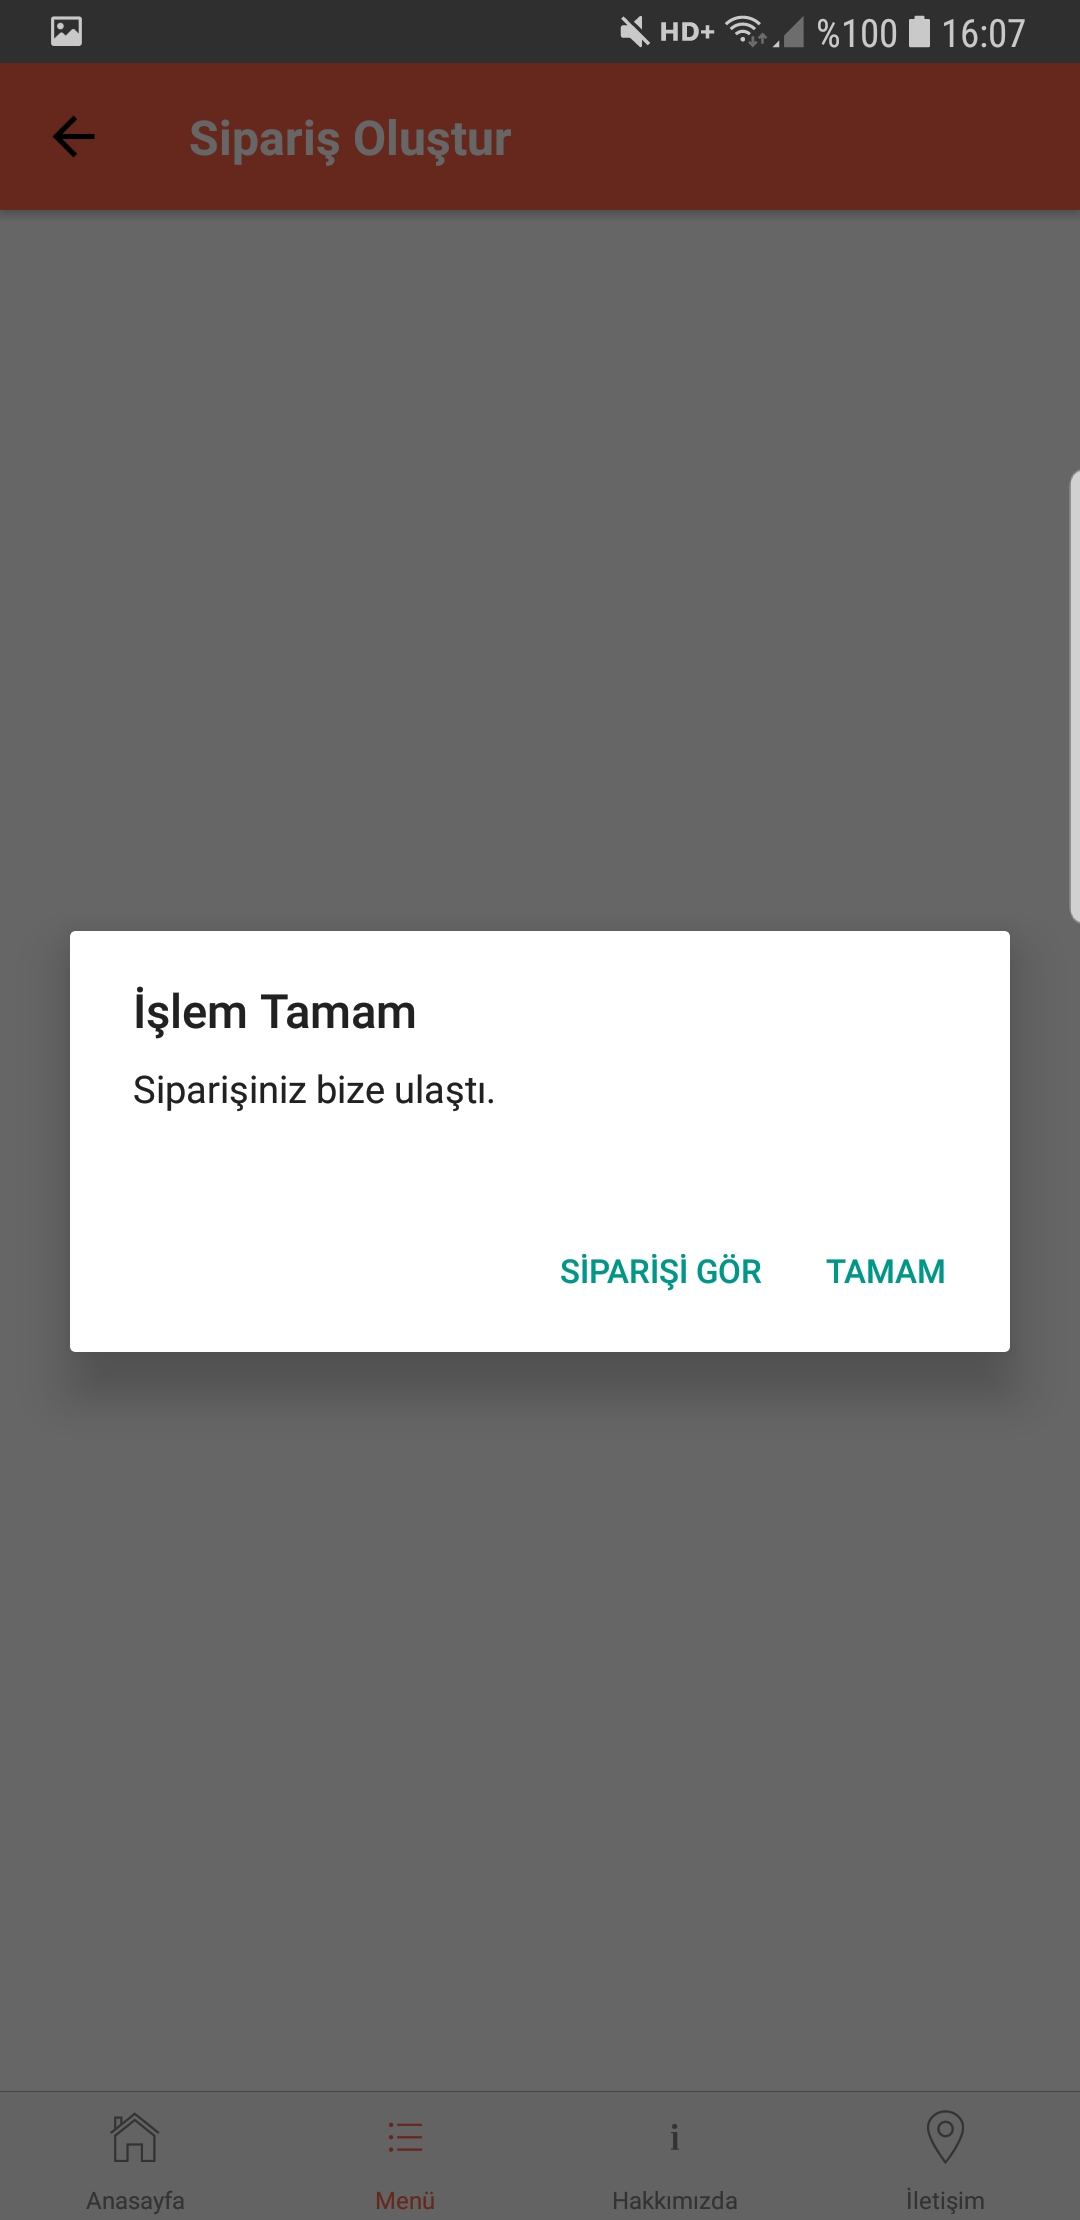 HD+ %100 16:07
Sipariş Oluştur
İşlem Tamam
Siparişiniz bize ulaştı.
SİPARİŞİ GÖR TAMAM
Anasayfa Menü Hakkımızda İletişim